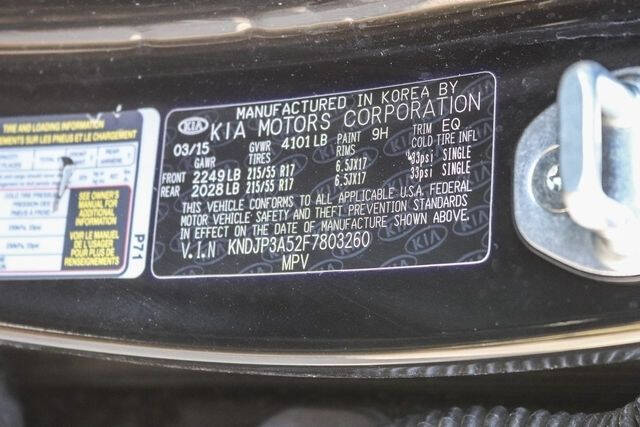 TIRE AND LOADING INFORMATION
SEE OWNER'S
MANUAL FOR
ADDITIONAL
INFORMATION
VOIR LE MANUEL
DE L'USAGER
POUR PLUS DE
RENSEIGNEMENTS
P71
MANUFACTURED IN KOREA BY
KIA KIA MOTORS CORPORATION
03/15 GVWR 4101LB PAINT 9H TRIM EQ
GAWR TIRES RIMS COLD TIRE INFL
FRONT 2249LB 215/55 R17 6.5JX17 33psi SINGLE
REAR 2028LB 215/55 R17 6.5JX17 33psi SINGLE
THIS VEHICLE CONFORMS TO ALL APPLICABLE U.S.A. FEDERAL
MOTOR VEHICLE SAFETY AND THEFT PREVENTION STANDARDS
IN EFFECT ON THE DATE OF MANUFACTURE SHOWN ABOVE.
V.I.N KNDJP3A52F7803260
MPV